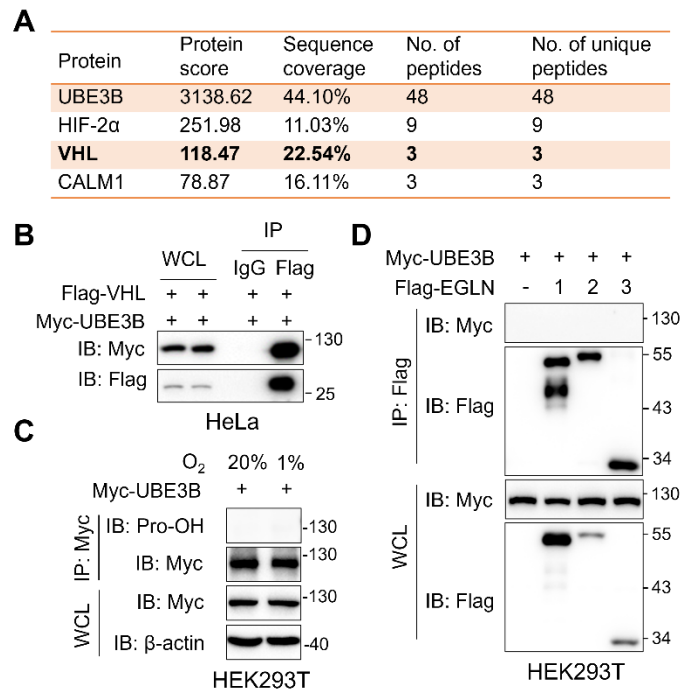 A
Protein Protein score Sequence coverage No. of peptides No. of unique peptides
UBE3B 3138.62 44.10% 48 48
HIF-2α 251.98 11.03% 9 9
VHL 118.47 22.54% 3 3
CALM1 78.87 16.11% 3 3
B
IP
WCL IgG Flag
Flag-VHL + + + +
Myc-UBE3B + + + +
IB: Myc 130
IB: Flag 25
HeLa
C
O2 20% 1%
Myc-UBE3B + +
IP: Myc
IB: Pro-OH -130
IB: Myc -130
WCL
IB: Myc -130
IB: β-actin -40
HEK293T
D
Myc-UBE3B + + + +
Flag-EGLN - 1 2 3
IP: Flag
IB: Myc 130
IB: Flag 55
43
34
WCL
IB: Myc 130
IB: Flag 55
43
34
HEK293T